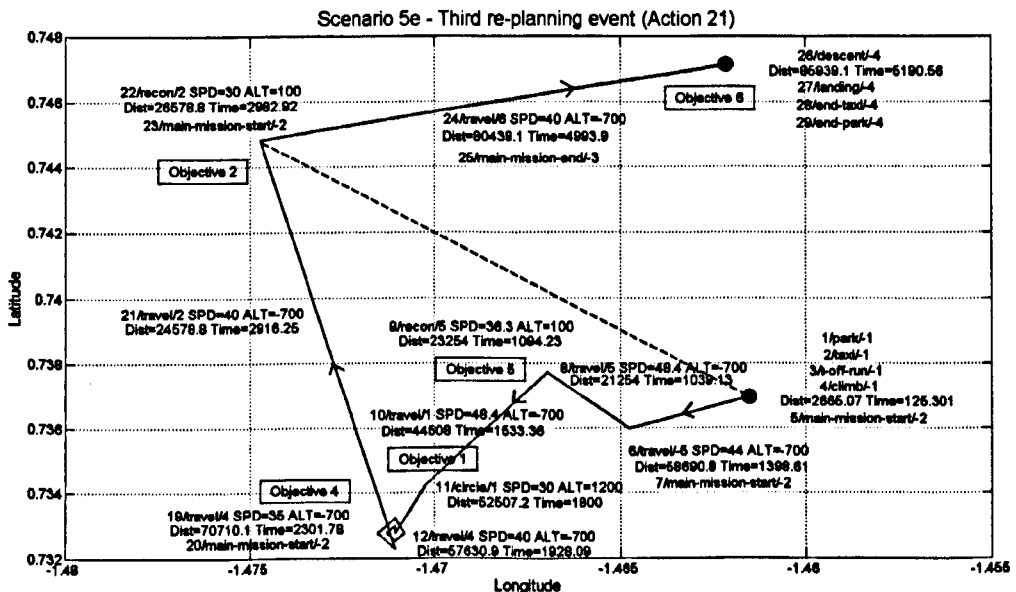 Scenario 5e - Third re-planning event (Action 21)
0.748
0.746
0.744
0.742
0.74
0.738
0.736
0.734
0.732
Latitude
22/recon/2 SPD=30 ALT=100
Dist=26578.8 Time=2982.92
23/main-mission-start/-2
Objective 2
26/descent/-4
Dist=85939.1 Time=5190.56
27/landing/-4
28/end-taxi/-4
29/end-park/-4
Objective 6
24/travel/6 SPD=40 ALT=-700
Dist=80439.1 Time=4993.9
25/main-mission-end/-3
21/travel/2 SPD=40 ALT=-700
Dist=24578.8 Time=2916.25
9/recon/5 SPD=36.3 ALT=100
Dist=23254 Time=1094.23
Objective 5
8/travel/5 SPD=48.4 ALT=-700
Dist=21254 Time=1039.13
1/park/-1
2/taxi/-1
3/t-off-run/-1
4/climb/-1
Dist=2665.07 Time=125.301
5/main-mission-start/-2
10/travel/1 SPD=48.4 ALT=-700
Dist=44508 Time=1533.36
6/travel/-5 SPD=44 ALT=-700
Dist=58690.8 Time=1398.61
7/main-mission-start/-2
Objective 1
11/circle/1 SPD=30 ALT=1200
Dist=52507.2 Time=1800
Objective 4
19/travel/4 SPD=35 ALT=-700
Dist=70710.1 Time=2301.78
20/main-mission-start/-2
12/travel/4 SPD=40 ALT=-700
Dist=57630.9 Time=1928.09
-1.48
-1.475
-1.47
-1.465
-1.46
-1.455
Longitude